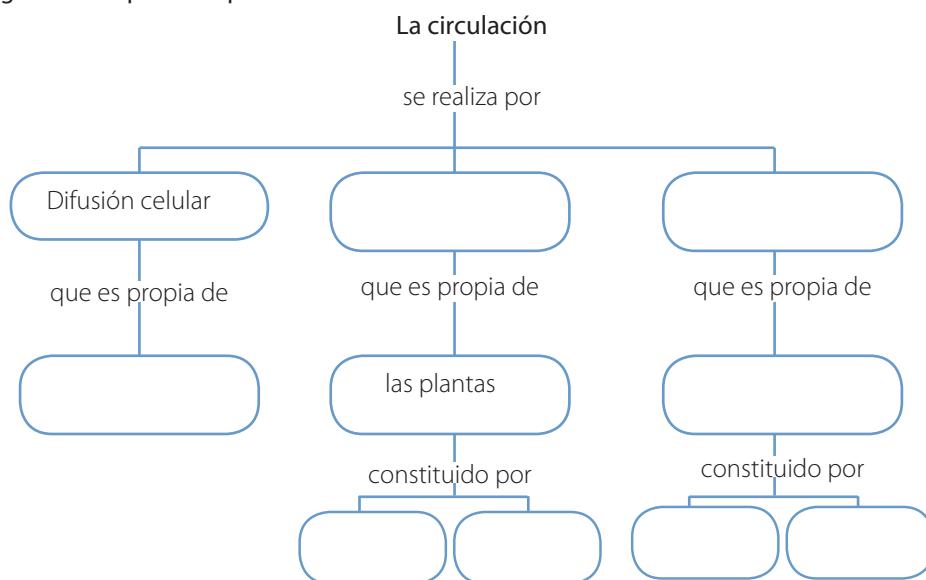 La circulación
se realiza por
Difusión celular
que es propia de
que es propia de
que es propia de
las plantas
constituido por
constituido por